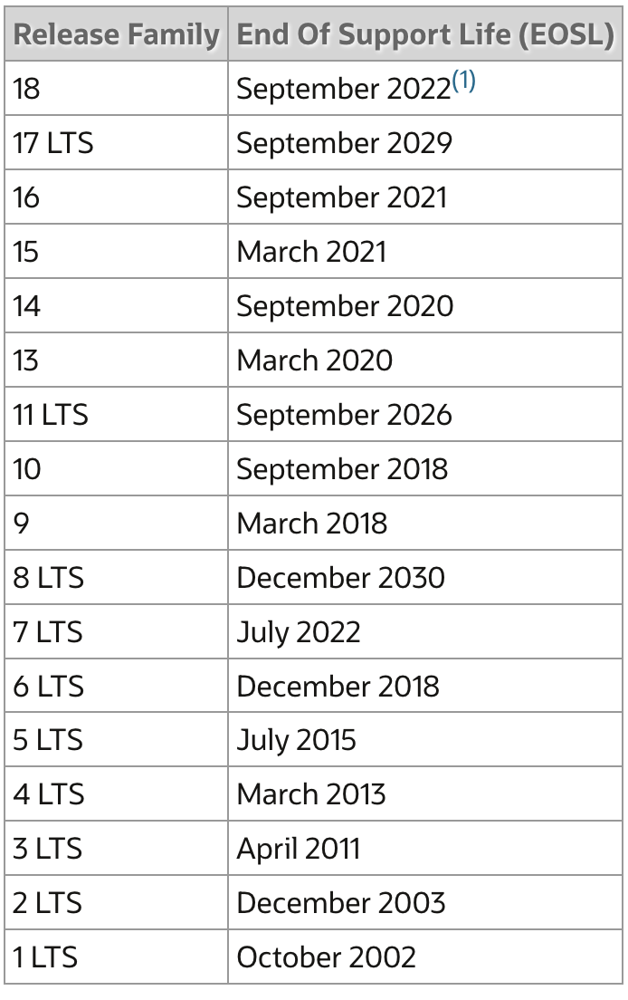 Release Family End Of Support Life (EOSL)
18 September 2022(1)
17 LTS September 2029
16 September 2021
15 March 2021
14 September 2020
13 March 2020
11 LTS September 2026
10 September 2018
9 March 2018
8 LTS December 2030
7 LTS July 2022
6 LTS December 2018
5 LTS July 2015
4 LTS March 2013
3 LTS April 2011
2 LTS December 2003
1 LTS October 2002